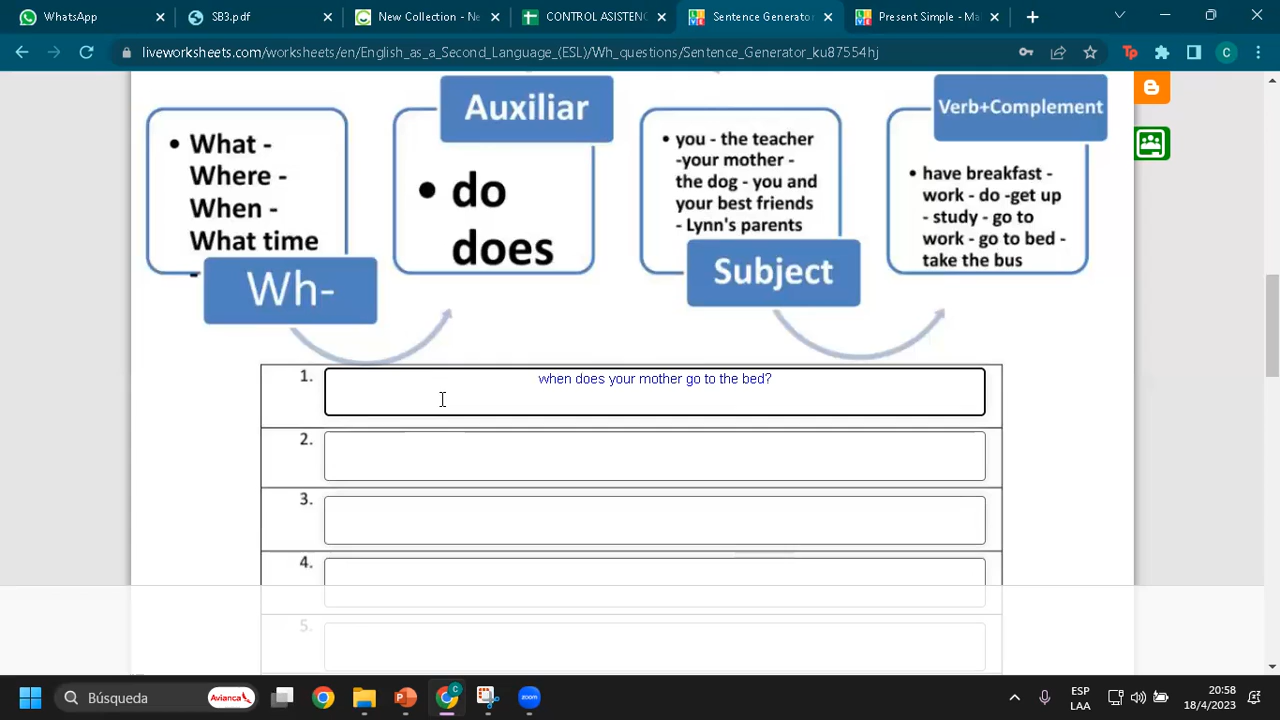 WhatsApp
SB3.pdf
New Collection - Ne
CONTROL ASISTENC
Sentence Generator
Present Simple - Ma
liveworksheets.com/worksheets/en/English_as_a_Second_Language_(ESL)/Wh_questions/Sentence_Generator_ku87554hj
Auxiliar
Verb+Complement
• What -
Where -
When -
What time
-
Wh-
• do
does
• you - the teacher
-your mother -
the dog - you and
your best friends
- Lynn's parents
Subject
• have breakfast -
work - do -get up
- study - go to
work - go to bed -
take the bus
1.
when does your mother go to the bed?
2.
3.
4.
5.
Búsqueda
Avianca
zoom
ESP
LAA
20:58
18/4/2023